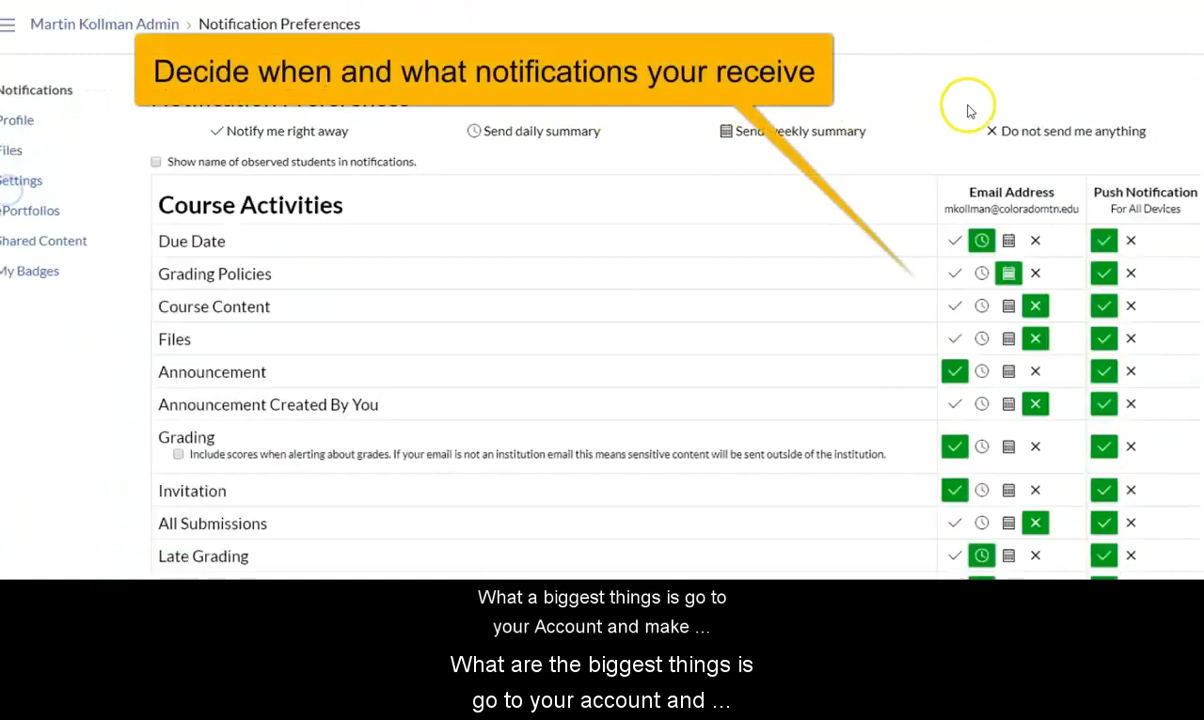 Martin Kollman Admin › Notification Preferences
Decide when and what notifications your receive
Notification Preferences
Notifications
Profile
Files
Settings
ePortfolios
Shared Content
My Badges
Notify me right away
Send daily summary
Send weekly summary
Do not send me anything
Show name of observed students in notifications.
Course Activities
Email Address
mkollman@coloradomtn.edu
Push Notification
For All Devices
Due Date
Grading Policies
Course Content
Files
Announcement
Announcement Created By You
Grading
Include scores when alerting about grades. If your email is not an institution email this means sensitive content will be sent outside of the institution.
Invitation
All Submissions
Late Grading
What a biggest things is go to
your Account and make ...
What are the biggest things is
go to your account and ...